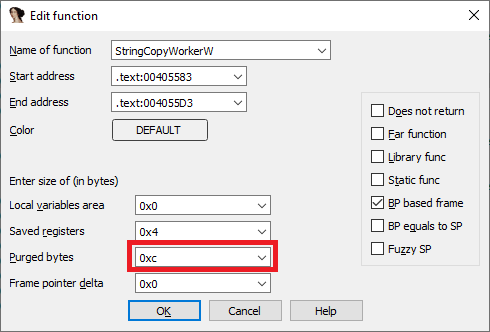 Edit function
Name of function StringCopyWorkerW
Start address .text:00405583
End address .text:004055D3
Color DEFAULT
Does not return
Far function
Library func
Static func
BP based frame
BP equals to SP
Fuzzy SP
Enter size of (in bytes)
Local variables area 0x0
Saved registers 0x4
Purged bytes 0xc
Frame pointer delta 0x0
OK Cancel Help